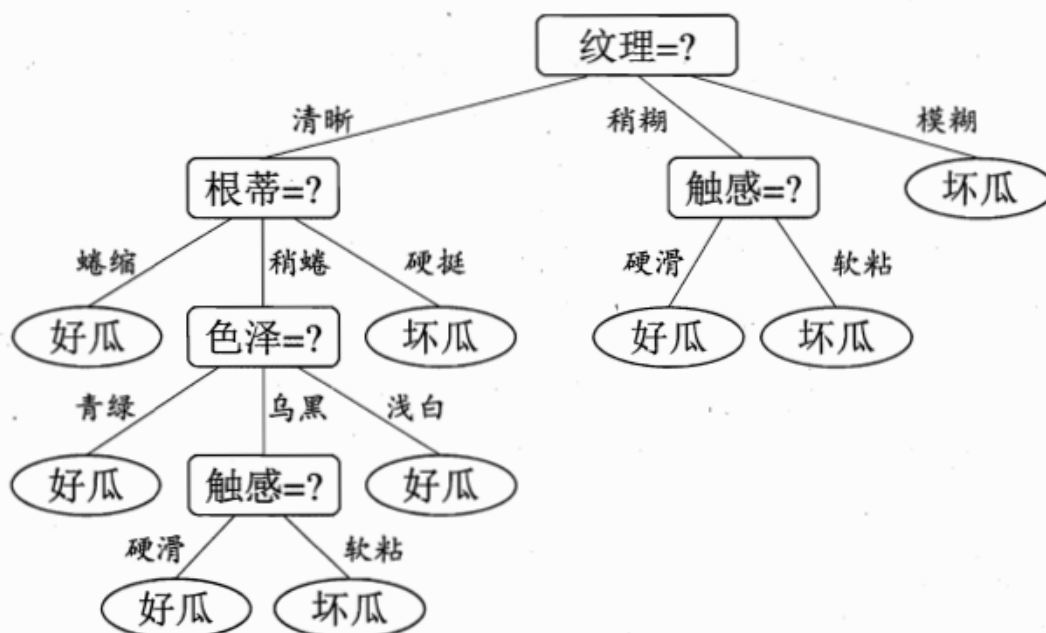 纹理=?
清晰 稍糊 模糊
根蒂=? 触感=? 坏瓜
蜷缩 稍蜷 硬挺 硬滑 软粘
好瓜 色泽=? 坏瓜 好瓜 坏瓜
青绿 乌黑 浅白
好瓜 触感=? 好瓜
硬滑 软粘
好瓜 坏瓜